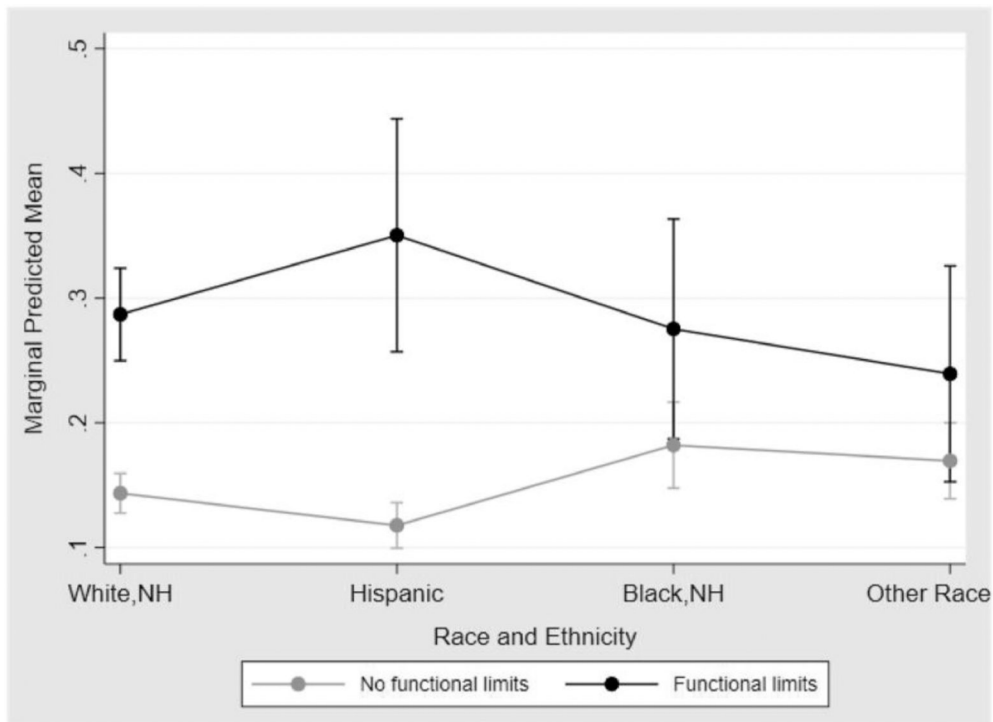 .5
.4
.3
.2
.1
Marginal Predicted Mean
White,NH Hispanic Black,NH Other Race
Race and Ethnicity
No functional limits Functional limits